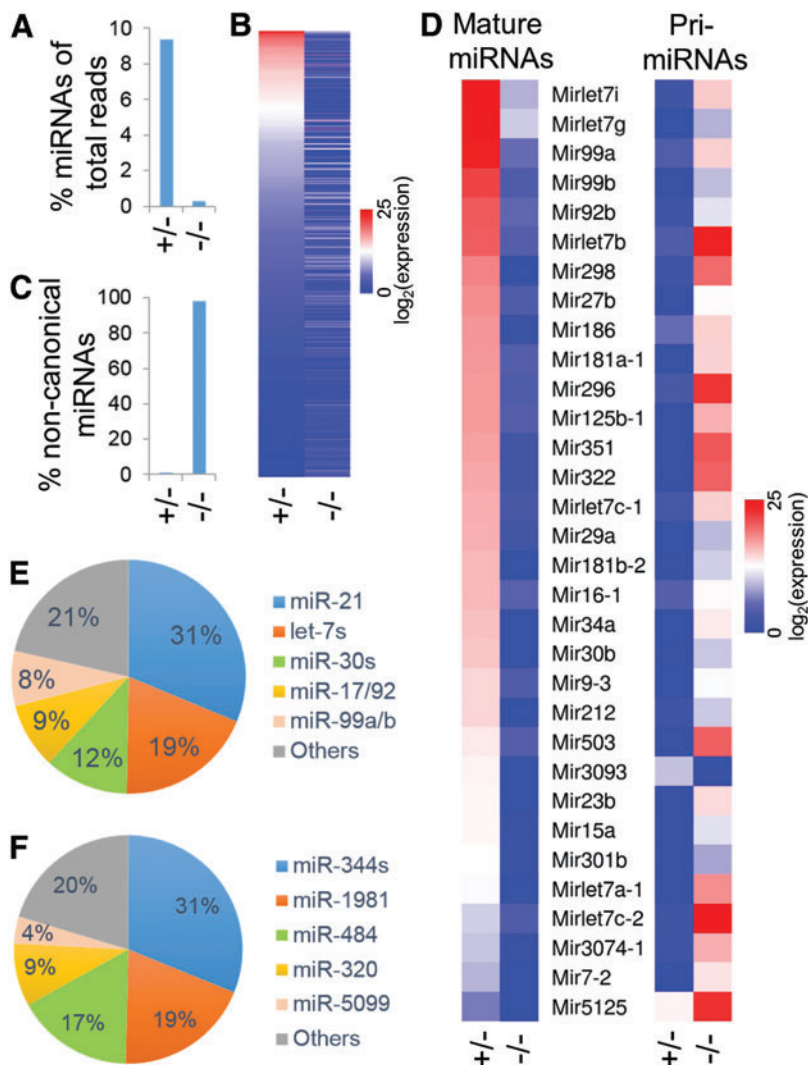 A
% miRNAs of
total reads
10
8
6
4
2
0
+/-
-/-
B
25
0
log2(expression)
+/-
-/-
C
% non-canonical
miRNAs
100
80
60
40
20
0
+/-
-/-
D
Mature
miRNAs
Pri-
miRNAs
Mirlet7i
Mirlet7g
Mir99a
Mir99b
Mir92b
Mirlet7b
Mir298
Mir27b
Mir186
Mir181a-1
Mir296
Mir125b-1
Mir351
Mir322
Mirlet7c-1
Mir29a
Mir181b-2
Mir16-1
Mir34a
Mir30b
Mir9-3
Mir212
Mir503
Mir3093
Mir23b
Mir15a
Mir301b
Mirlet7a-1
Mirlet7c-2
Mir3074-1
Mir7-2
Mir5125
+/-
-/-
+/-
-/-
25
0
log2(expression)
E
31%
19%
12%
9%
8%
21%
miR-21
let-7s
miR-30s
miR-17/92
miR-99a/b
Others
F
31%
19%
17%
9%
4%
20%
miR-344s
miR-1981
miR-484
miR-320
miR-5099
Others